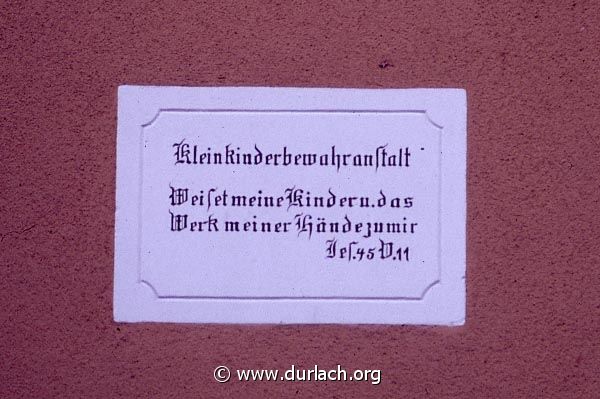 Kleinkinderbewahranſtalt
Weiſet meine Kinder u. das
Werk meiner Hände zu mir
Jeſ. 45 V. 11
© www.durlach.org